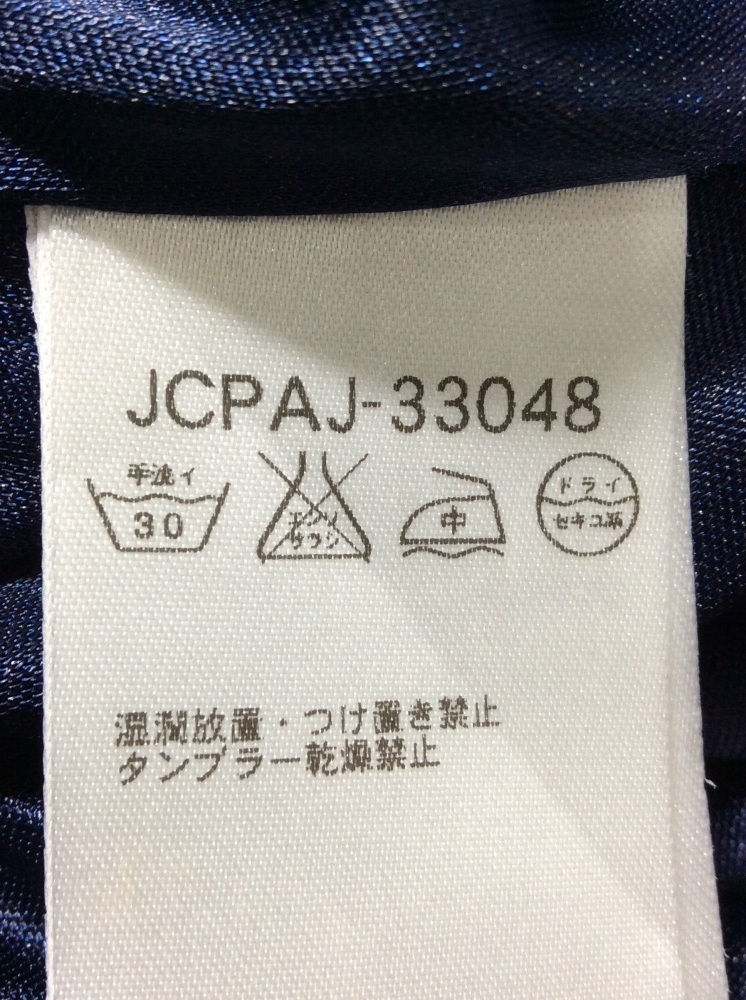 JCPAJ-33048
手洗イ
30
エンソ
サラシ
中
ドライ
セキユ系
湿潤放置・つけ置き禁止
タンブラー乾燥禁止